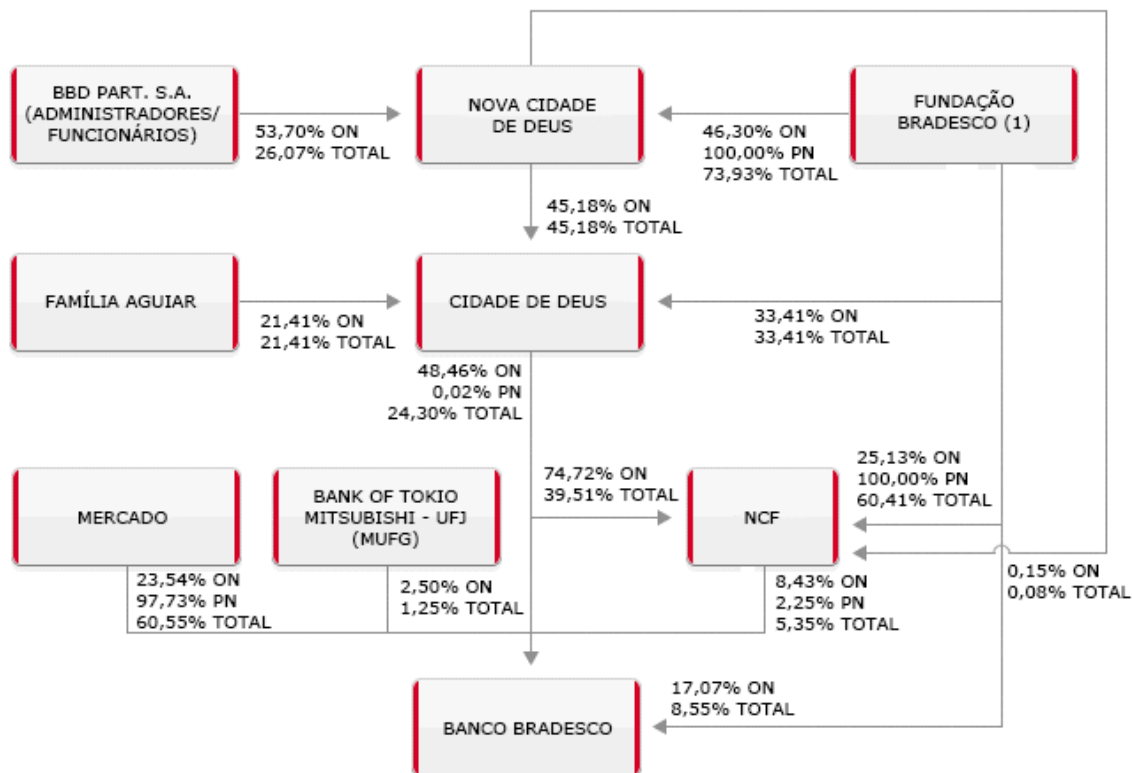 BBD PART. S.A.
(ADMINISTRADORES/
FUNCIONÁRIOS)
53,70% ON
26,07% TOTAL
NOVA CIDADE
DE DEUS
46,30% ON
100,00% PN
73,93% TOTAL
FUNDAÇÃO
BRADESCO (1)
45,18% ON
45,18% TOTAL
FAMÍLIA AGUIAR
21,41% ON
21,41% TOTAL
CIDADE DE DEUS
33,41% ON
33,41% TOTAL
48,46% ON
0,02% PN
24,30% TOTAL
74,72% ON
39,51% TOTAL
25,13% ON
100,00% PN
60,41% TOTAL
MERCADO
BANK OF TOKIO
MITSUBISHI - UFJ
(MUFG)
NCF
23,54% ON
97,73% PN
60,55% TOTAL
2,50% ON
1,25% TOTAL
8,43% ON
2,25% PN
5,35% TOTAL
0,15% ON
0,08% TOTAL
BANCO BRADESCO
17,07% ON
8,55% TOTAL